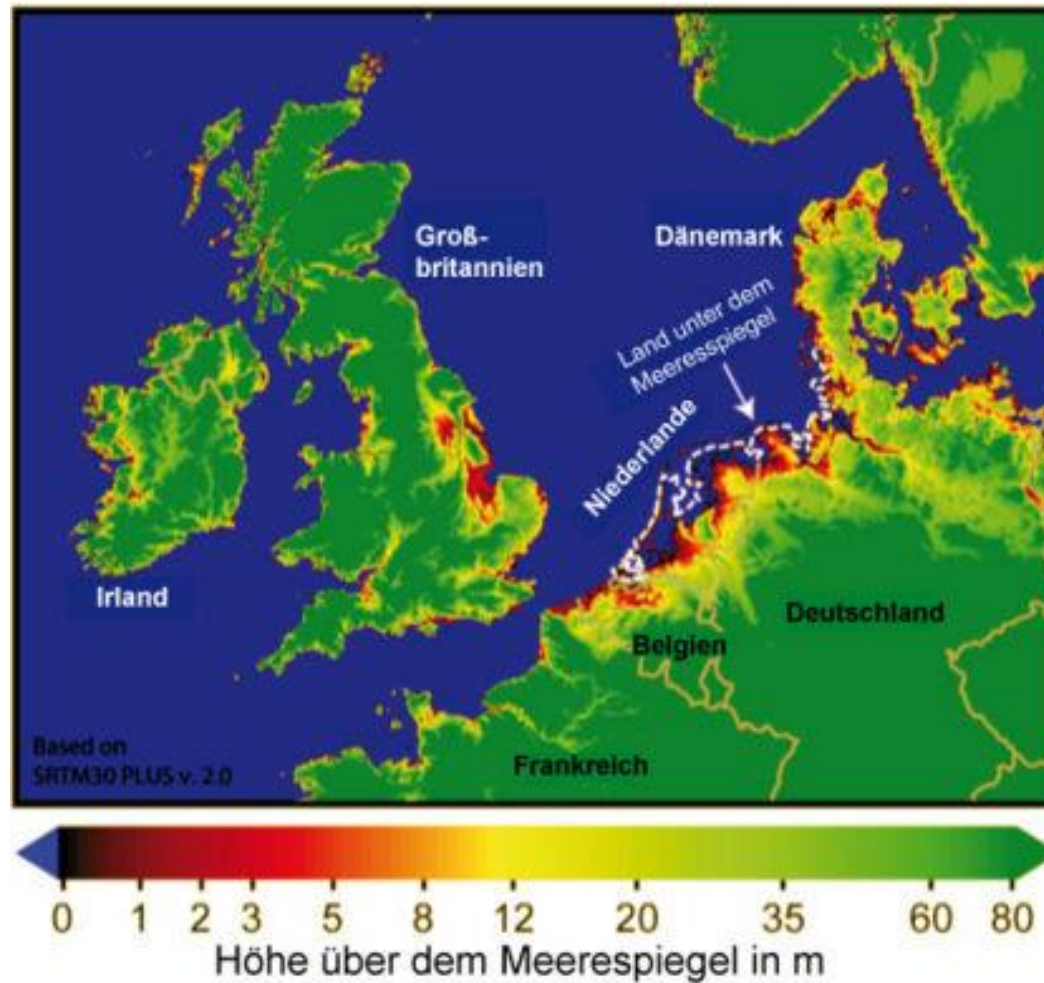 Groß-
britannien
Dänemark
Land unter dem
Meeresspiegel
Niederlande
Irland
Deutschland
Belgien
Frankreich
Based on
SRTM30 PLUS v. 2.0
0 1 2 3 5 8 12 20 35 60 80
Höhe über dem Meerespiegel in m